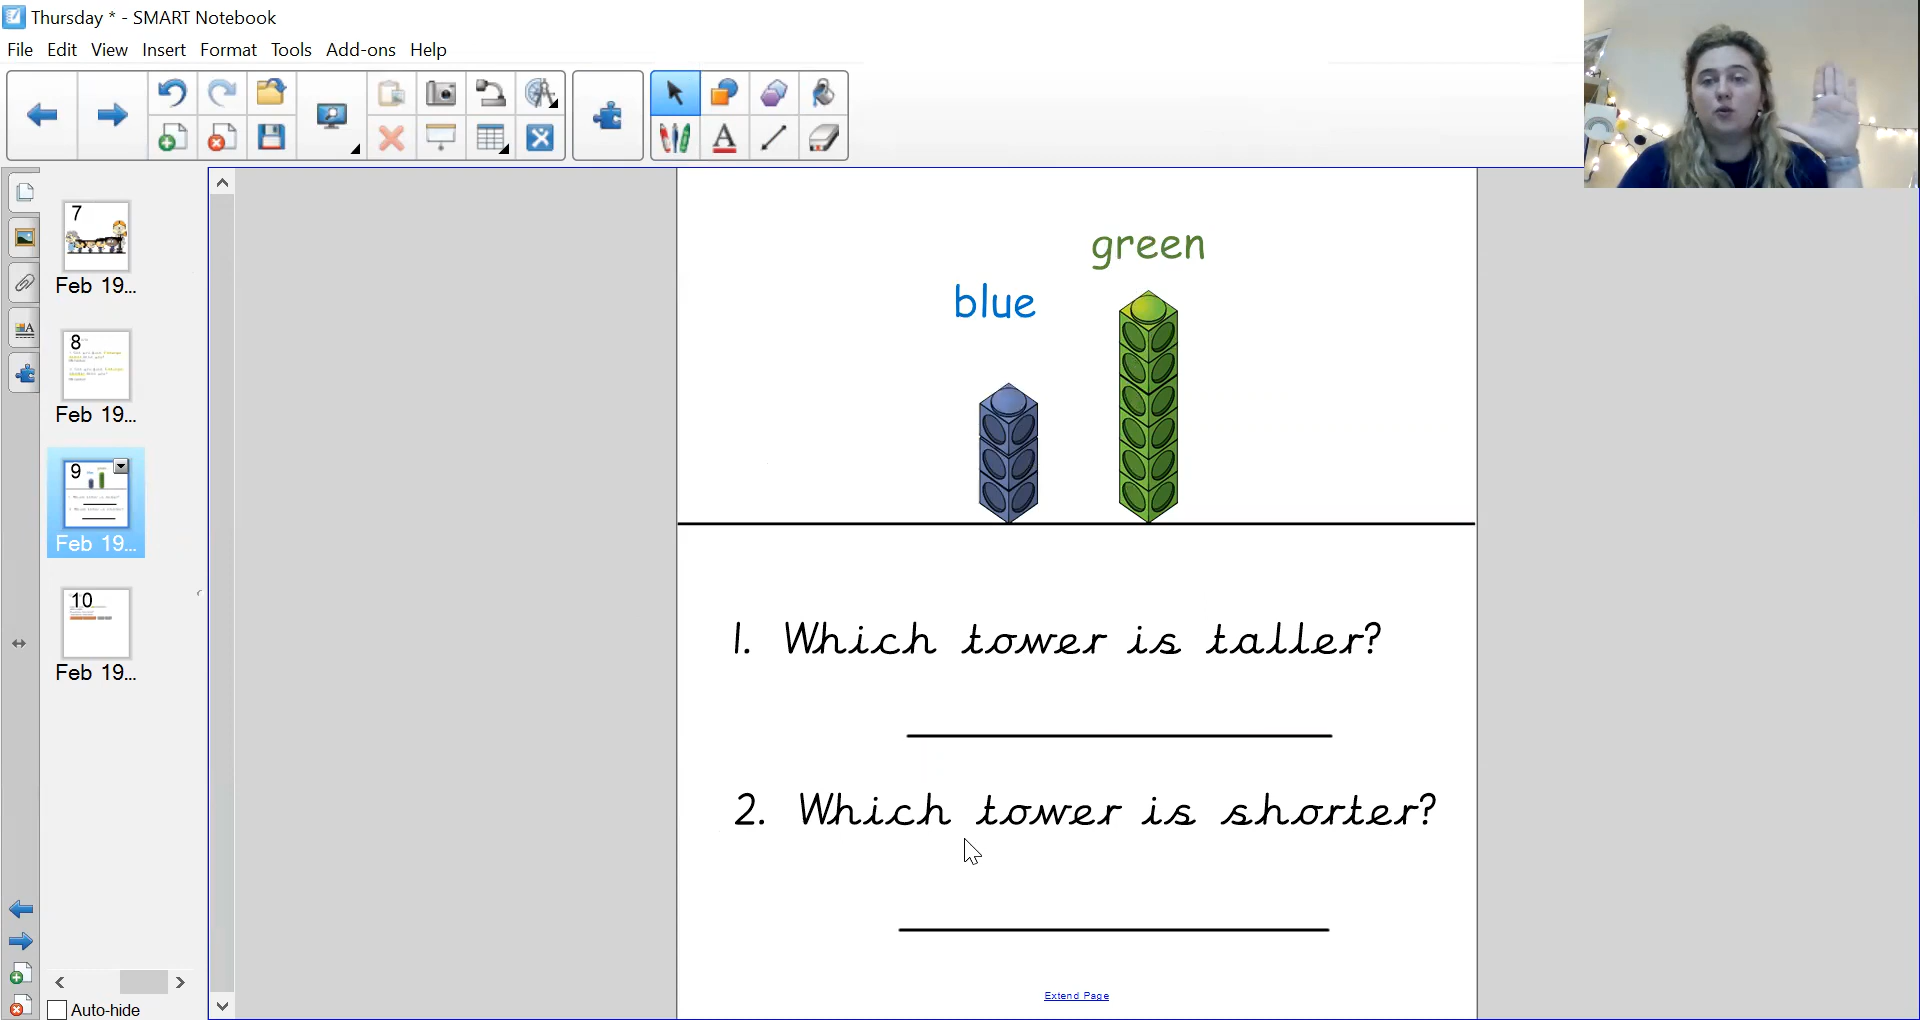 Thursday * - SMART Notebook
File Edit View Insert Format Tools Add-ons Help
7
Feb 19...
8
Feb 19...
9
Feb 19...
10
Feb 19...
Auto-hide
green
blue
1. Which tower is taller?
2. Which tower is shorter?
Extend Page